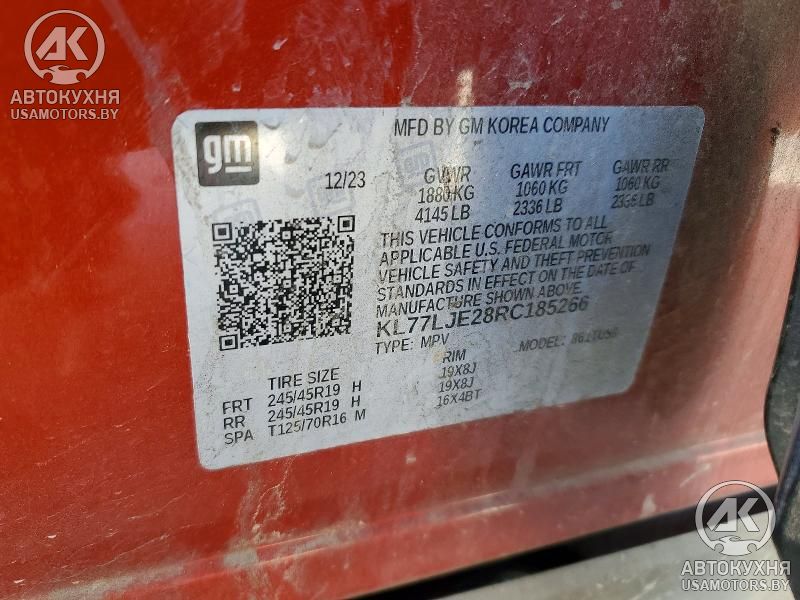 AK
АВТОКУХНЯ
USAMOTORS.BY
gm
MFD BY GM KOREA COMPANY
12/23
GVWR GAWR FRT GAWR RR
1880 KG 1060 KG 1060 KG
4145 LB 2336 LB 2336 LB
THIS VEHICLE CONFORMS TO ALL
APPLICABLE U.S. FEDERAL MOTOR
VEHICLE SAFETY AND THEFT PREVENTION
STANDARDS IN EFFECT ON THE DATE OF
MANUFACTURE SHOWN ABOVE.
KL77LJE28RC185266
TYPE: MPV MODEL:
TIRE SIZE RIM
FRT 245/45R19 H 19X8J
RR 245/45R19 H 19X8J
SPA T125/70R16 M 16X4BT
AK
АВТОКУХНЯ
USAMOTORS.BY